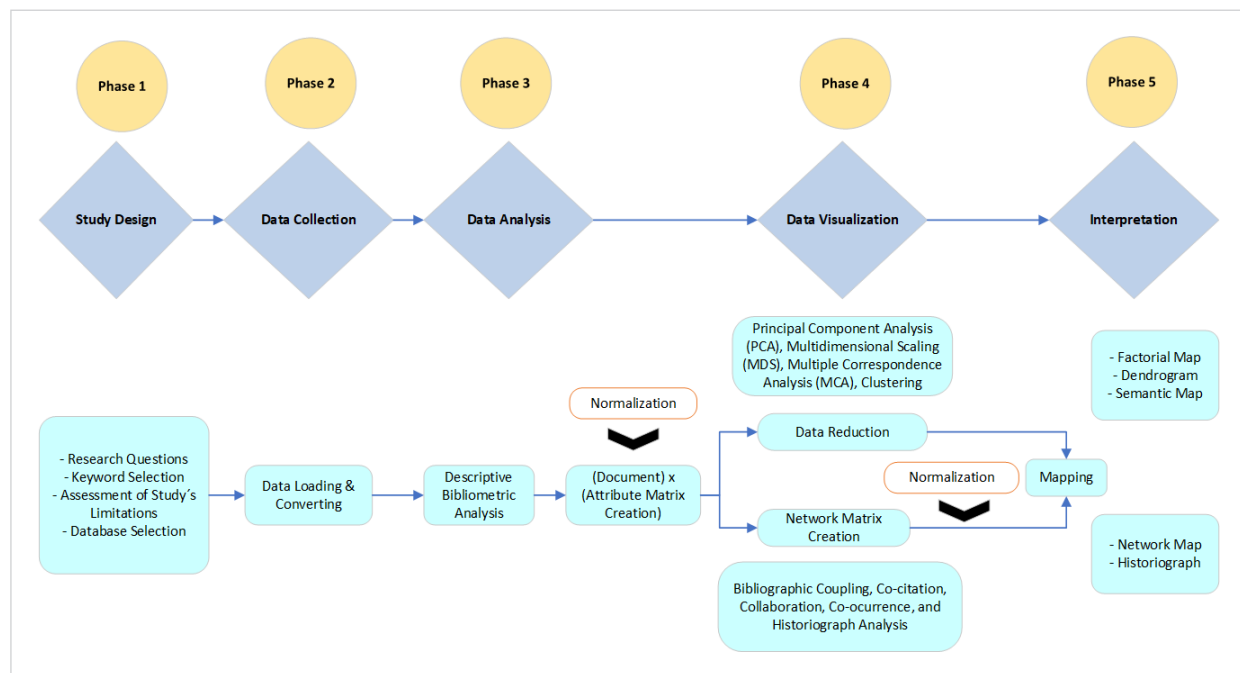 Phase 1
Phase 2
Phase 3
Phase 4
Phase 5
Study Design
Data Collection
Data Analysis
Data Visualization
Interpretation
Principal Component Analysis
(PCA), Multidimensional Scaling
(MDS), Multiple Correspondence
Analysis (MCA), Clustering
- Factorial Map
- Dendrogram
- Semantic Map
Normalization
Data Reduction
- Research Questions
- Keyword Selection
- Assessment of Study´s
Limitations
- Database Selection
Data Loading &
Converting
Descriptive
Bibliometric
Analysis
(Document) x
(Attribute Matrix
Creation)
Normalization
Mapping
Network Matrix
Creation
- Network Map
- Historiograph
Bibliographic Coupling, Co-citation,
Collaboration, Co-ocurrence, and
Historiograph Analysis